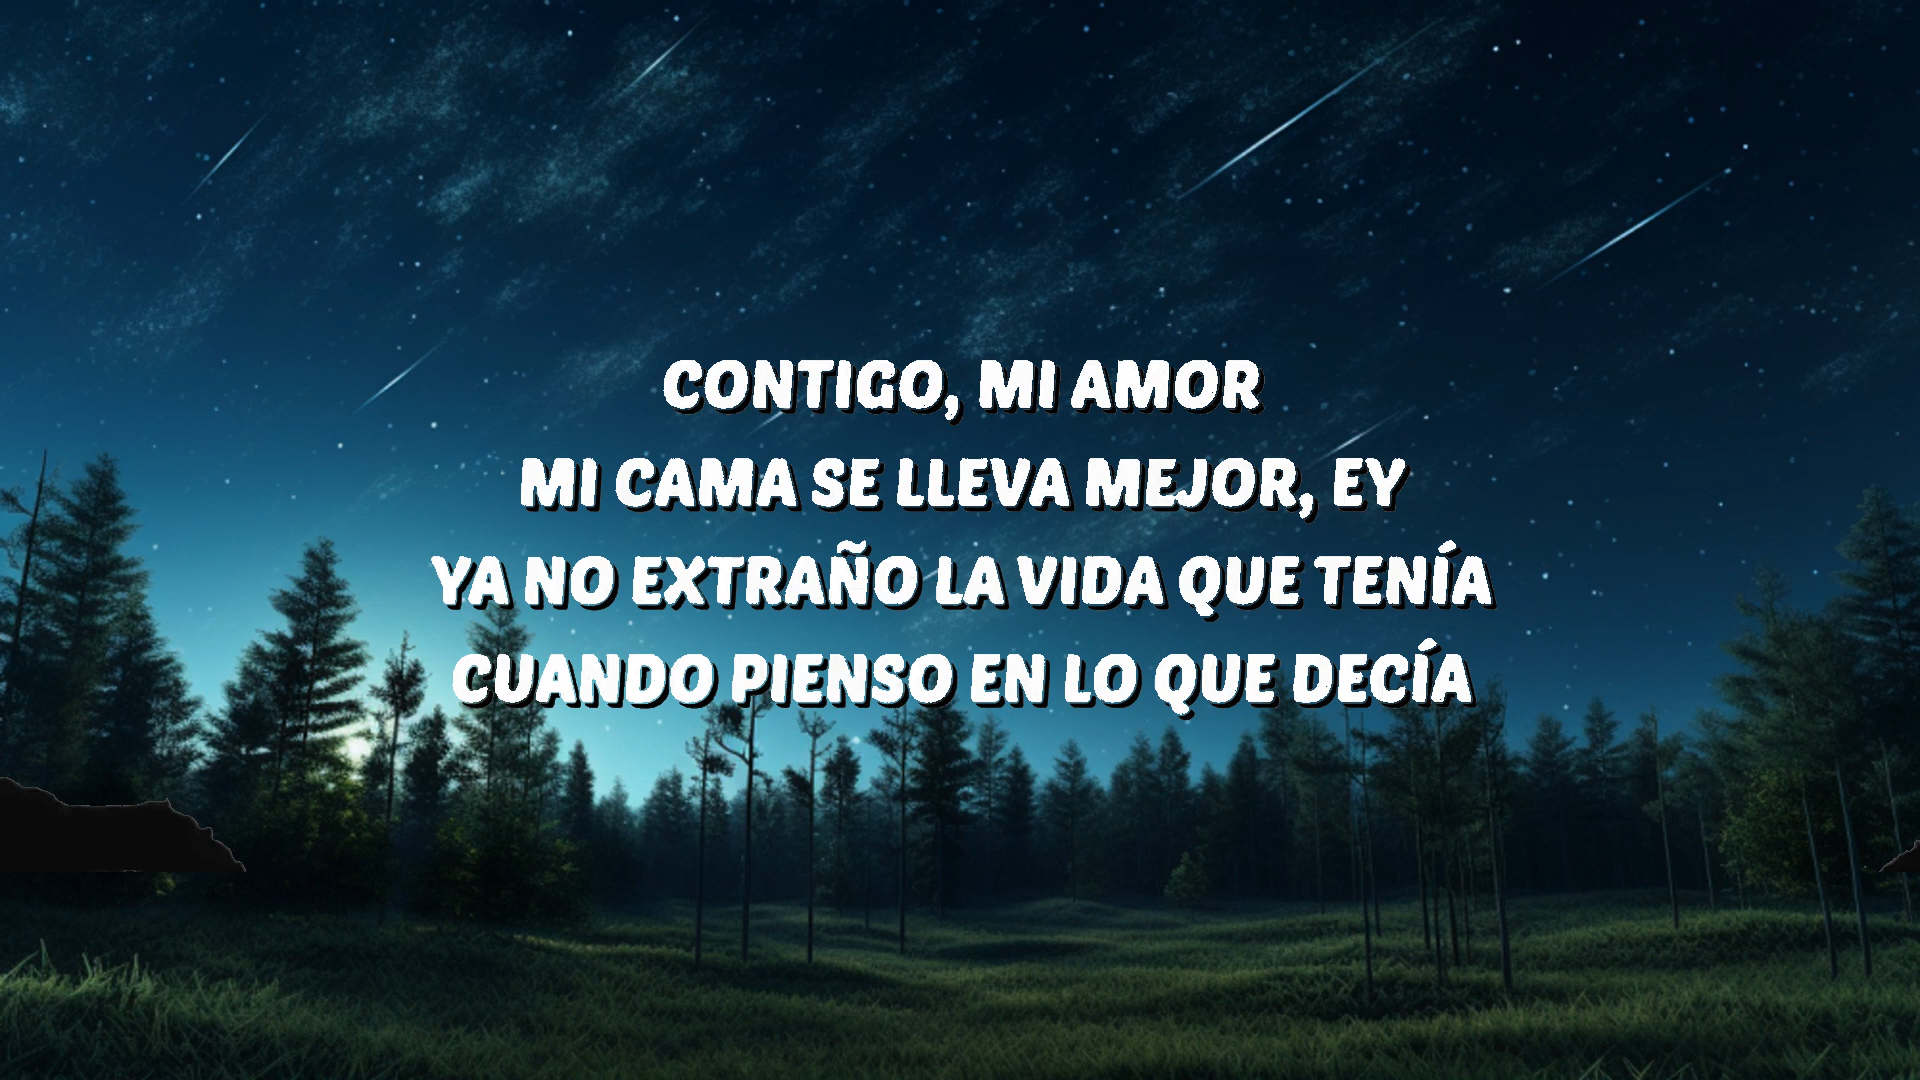 CONTIGO, MI AMOR
MI CAMA SE LLEVA MEJOR, EY
YA NO EXTRAÑO LA VIDA QUE TENÍA
CUANDO PIENSO EN LO QUE DECÍA